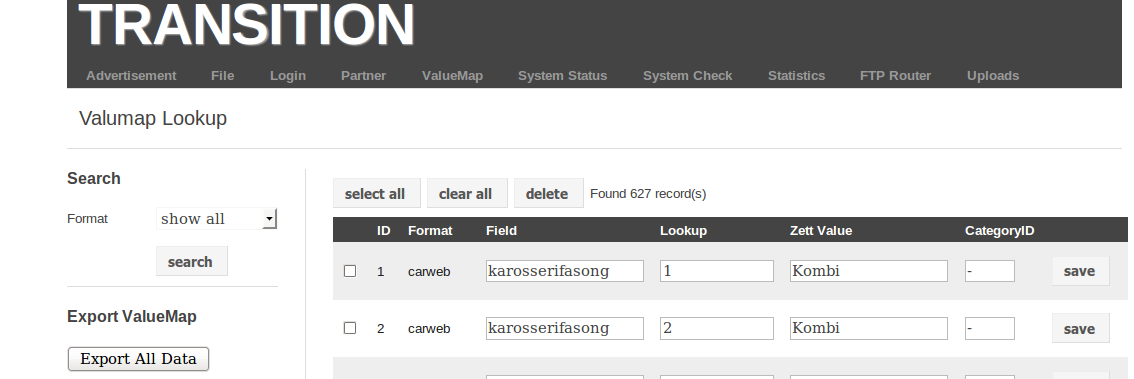 TRANSITION
Advertisement File Login Partner ValueMap System Status System Check Statistics FTP Router Uploads
Valumap Lookup
Search
Format show all
search
Export ValueMap
Export All Data
select all clear all delete Found 627 record(s)
ID Format Field Lookup Zett Value CategoryID
1 carweb karosserifasong 1 Kombi - save
2 carweb karosserifasong 2 Kombi - save